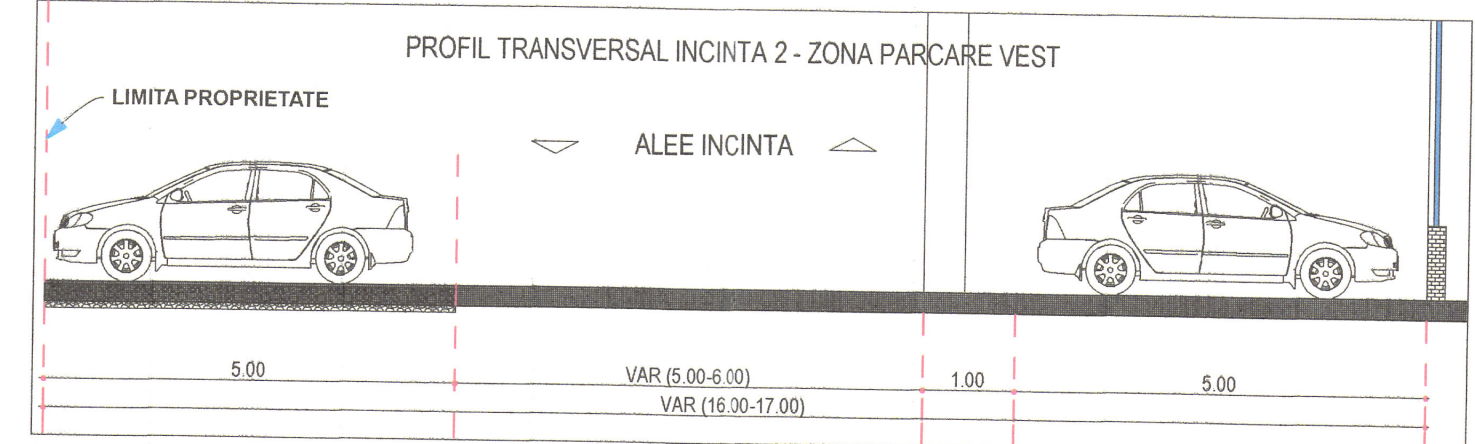 PROFIL TRANSVERSAL INCINTA 2 - ZONA PARCARE VEST
LIMITA PROPRIETATE
ALEE INCINTA
5.00
VAR (5.00-6.00)
1.00
5.00
VAR (16.00-17.00)